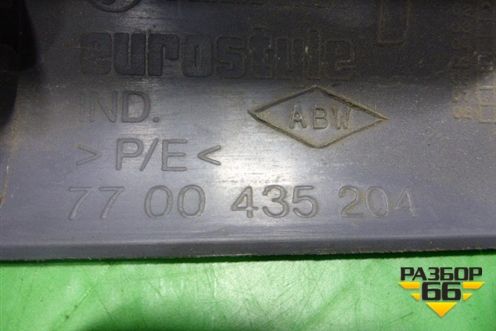 eurostyle
IND.
ABW
> P/E <
77 00 435 204
РАЗБОР
66